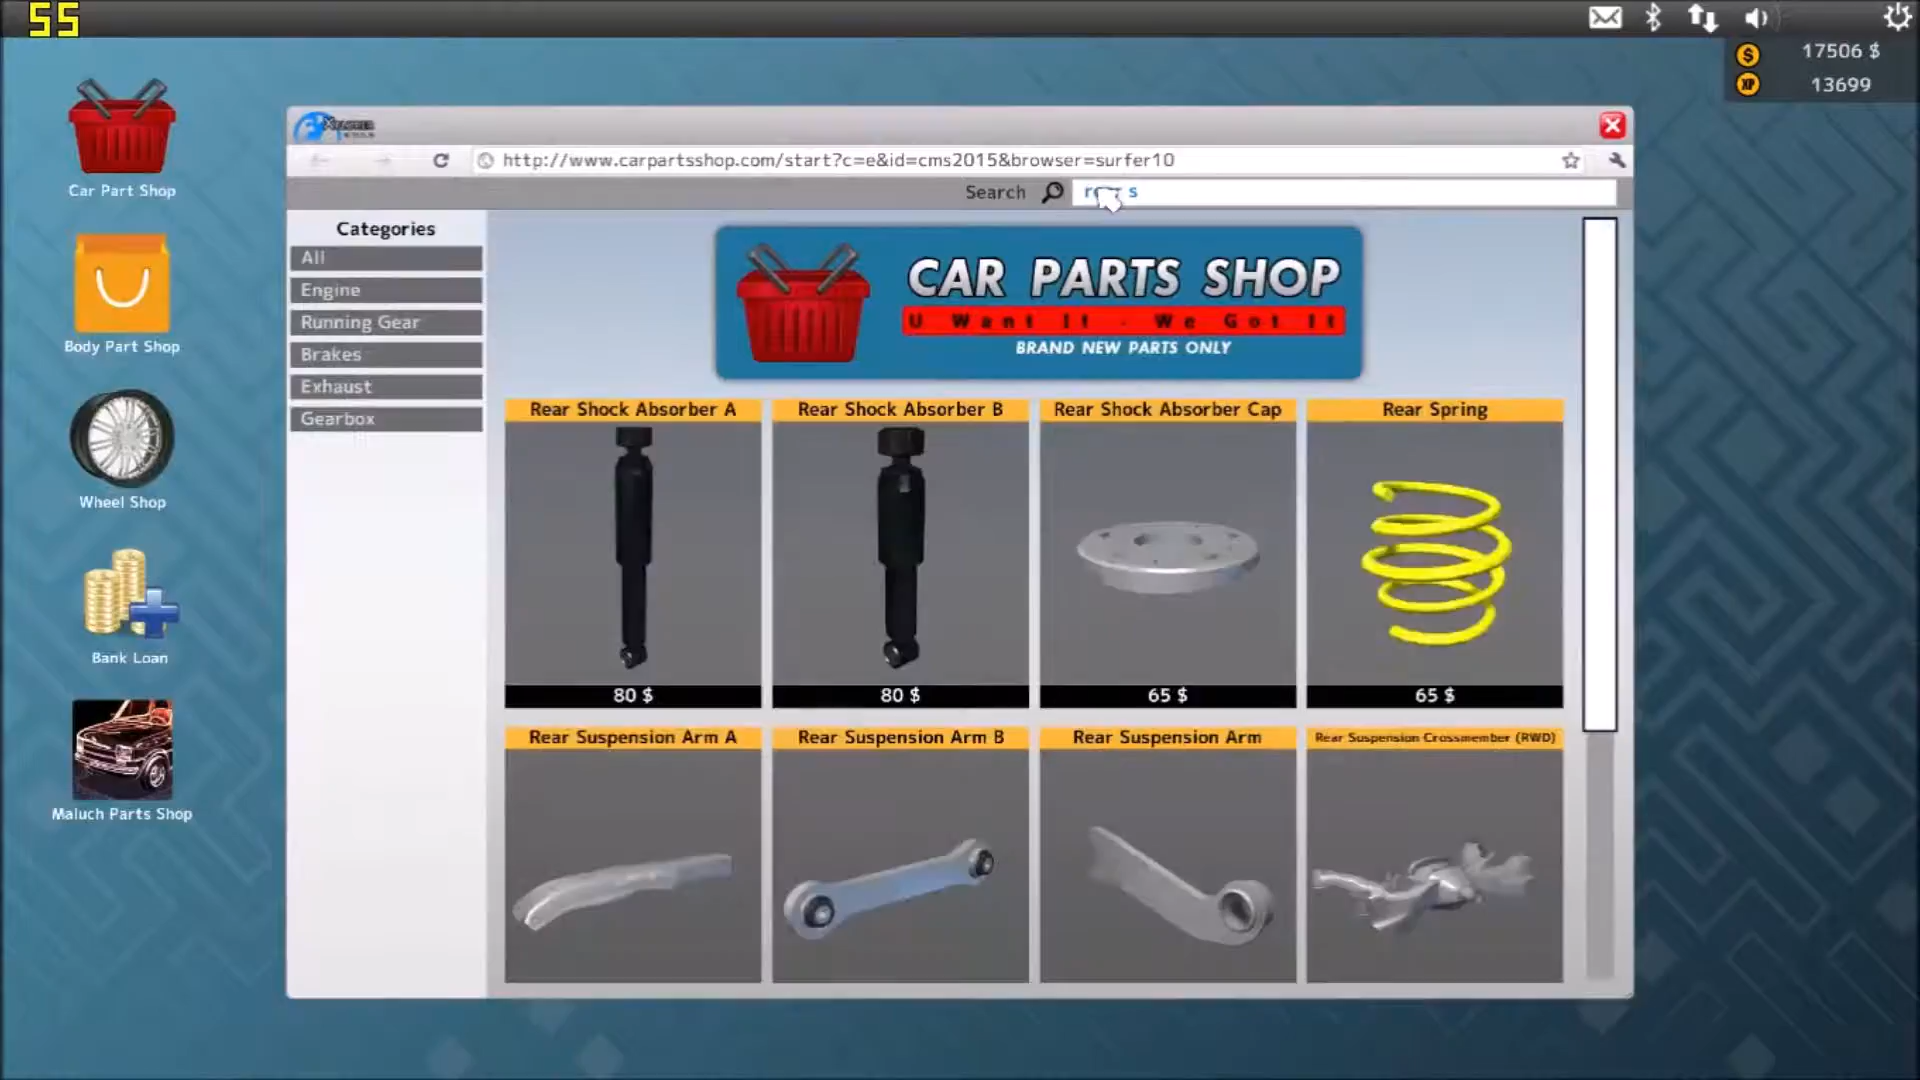 55
17506 $
13699
XP
Car Part Shop
Body Part Shop
Wheel Shop
Bank Loan
Maluch Parts Shop
http://www.carpartsshop.com/start?c=e&id=cms2015&browser=surfer10
Search
s
Categories
All
Engine
Running Gear
Brakes
Exhaust
Gearbox
CAR PARTS SHOP
U Want It - We Got It
BRAND NEW PARTS ONLY
Rear Shock Absorber A
Rear Shock Absorber B
Rear Shock Absorber Cap
Rear Spring
80 $
80 $
65 $
65 $
Rear Suspension Arm A
Rear Suspension Arm B
Rear Suspension Arm
Rear Suspension Crossmember (RWD)